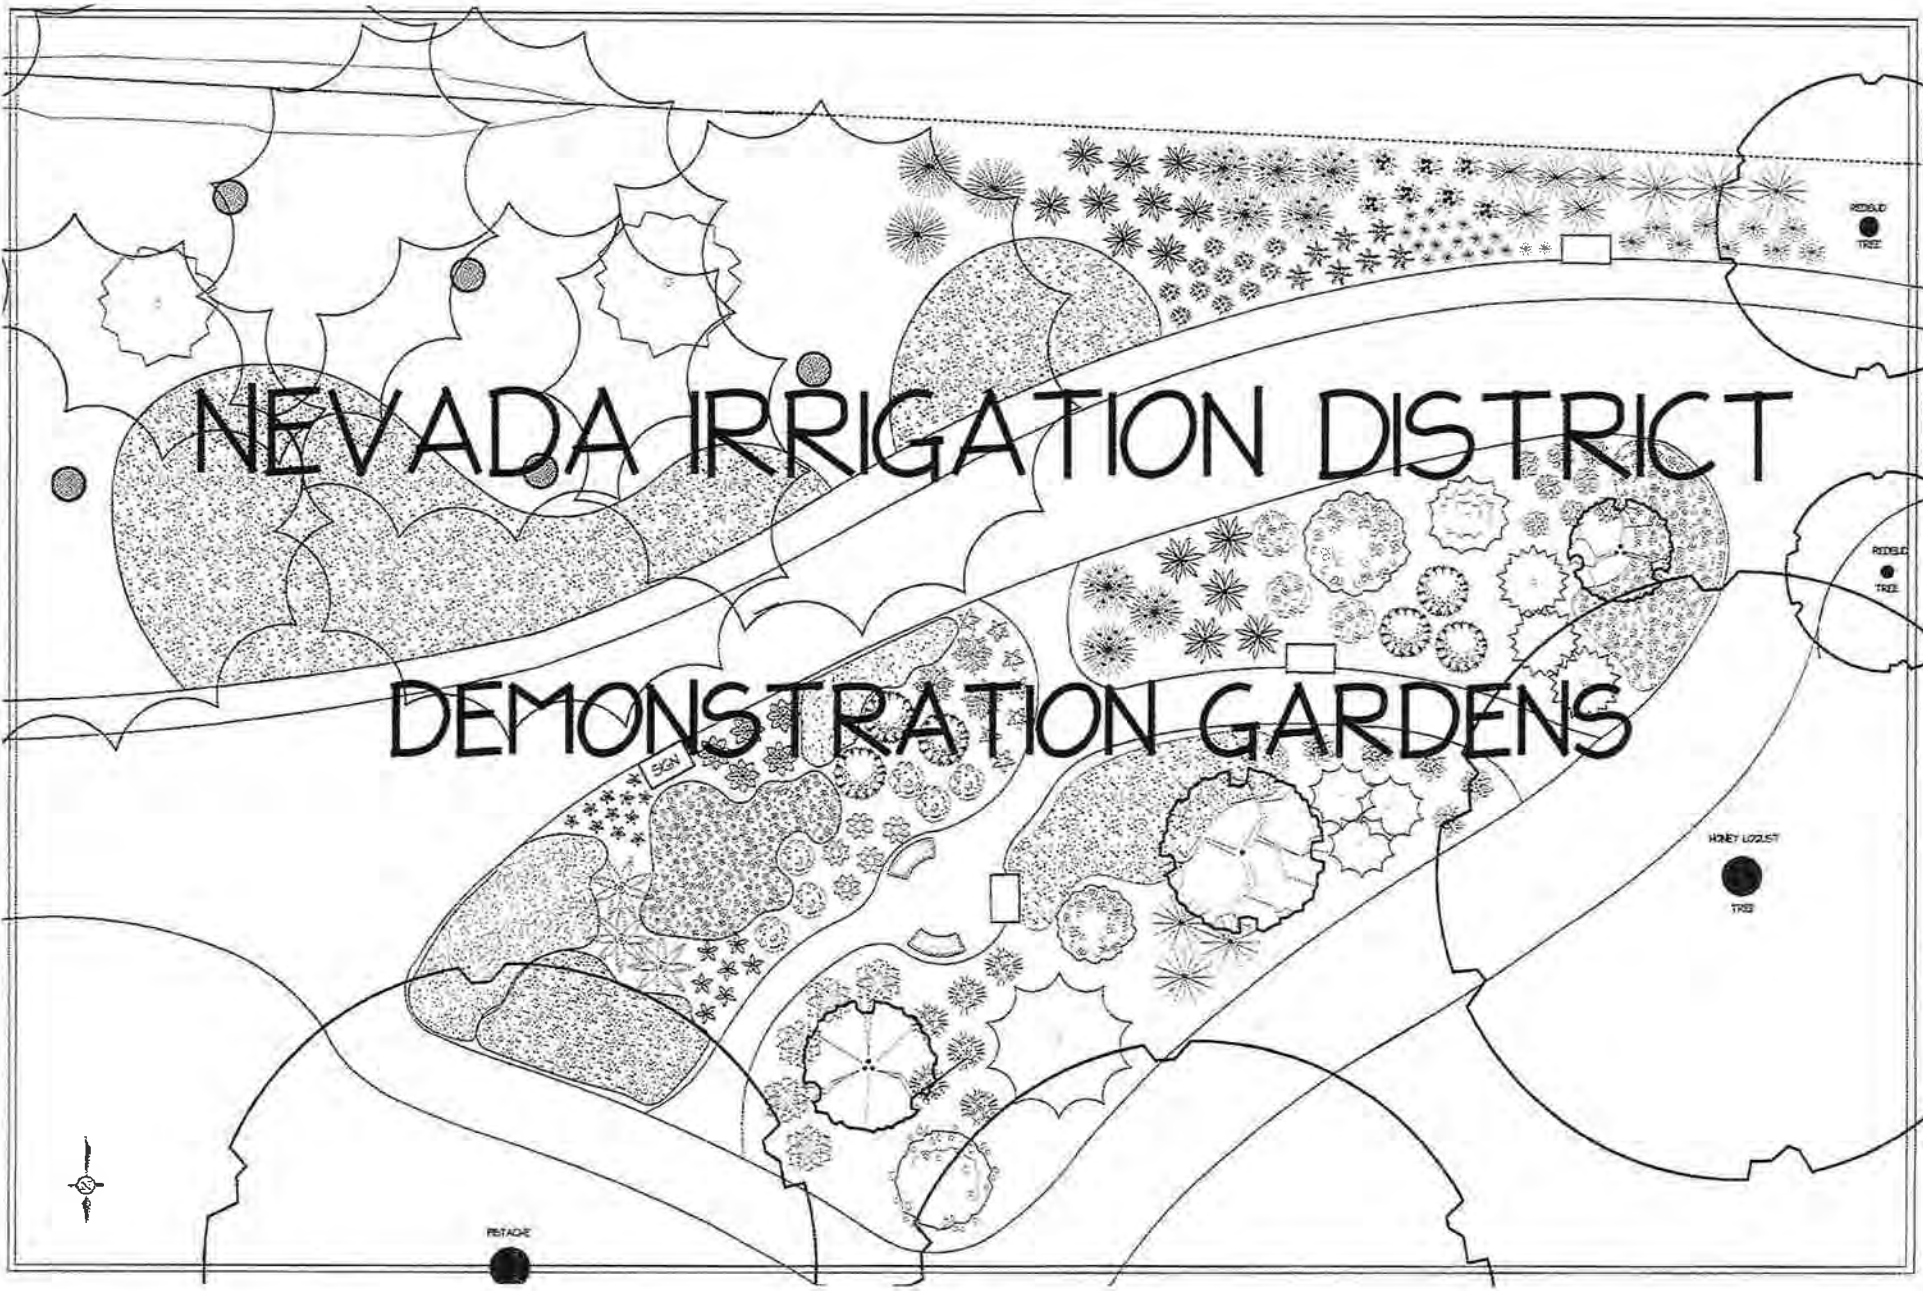 REDBUD
TREE
NEVADA IRRIGATION DISTRICT
REDBUD
TREE
DEMONSTRATION GARDENS
SIGN
HONEY LOCUST
TREE
N
PISTACHE